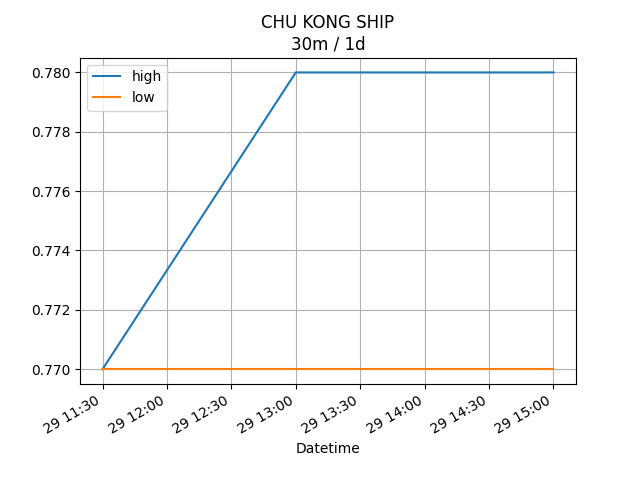 CHU KONG SHIP
30m / 1d
high
low
0.780
0.778
0.776
0.774
0.772
0.770
29 11:30
29 12:00
29 12:30
29 13:00
29 13:30
29 14:00
29 14:30
29 15:00
Datetime